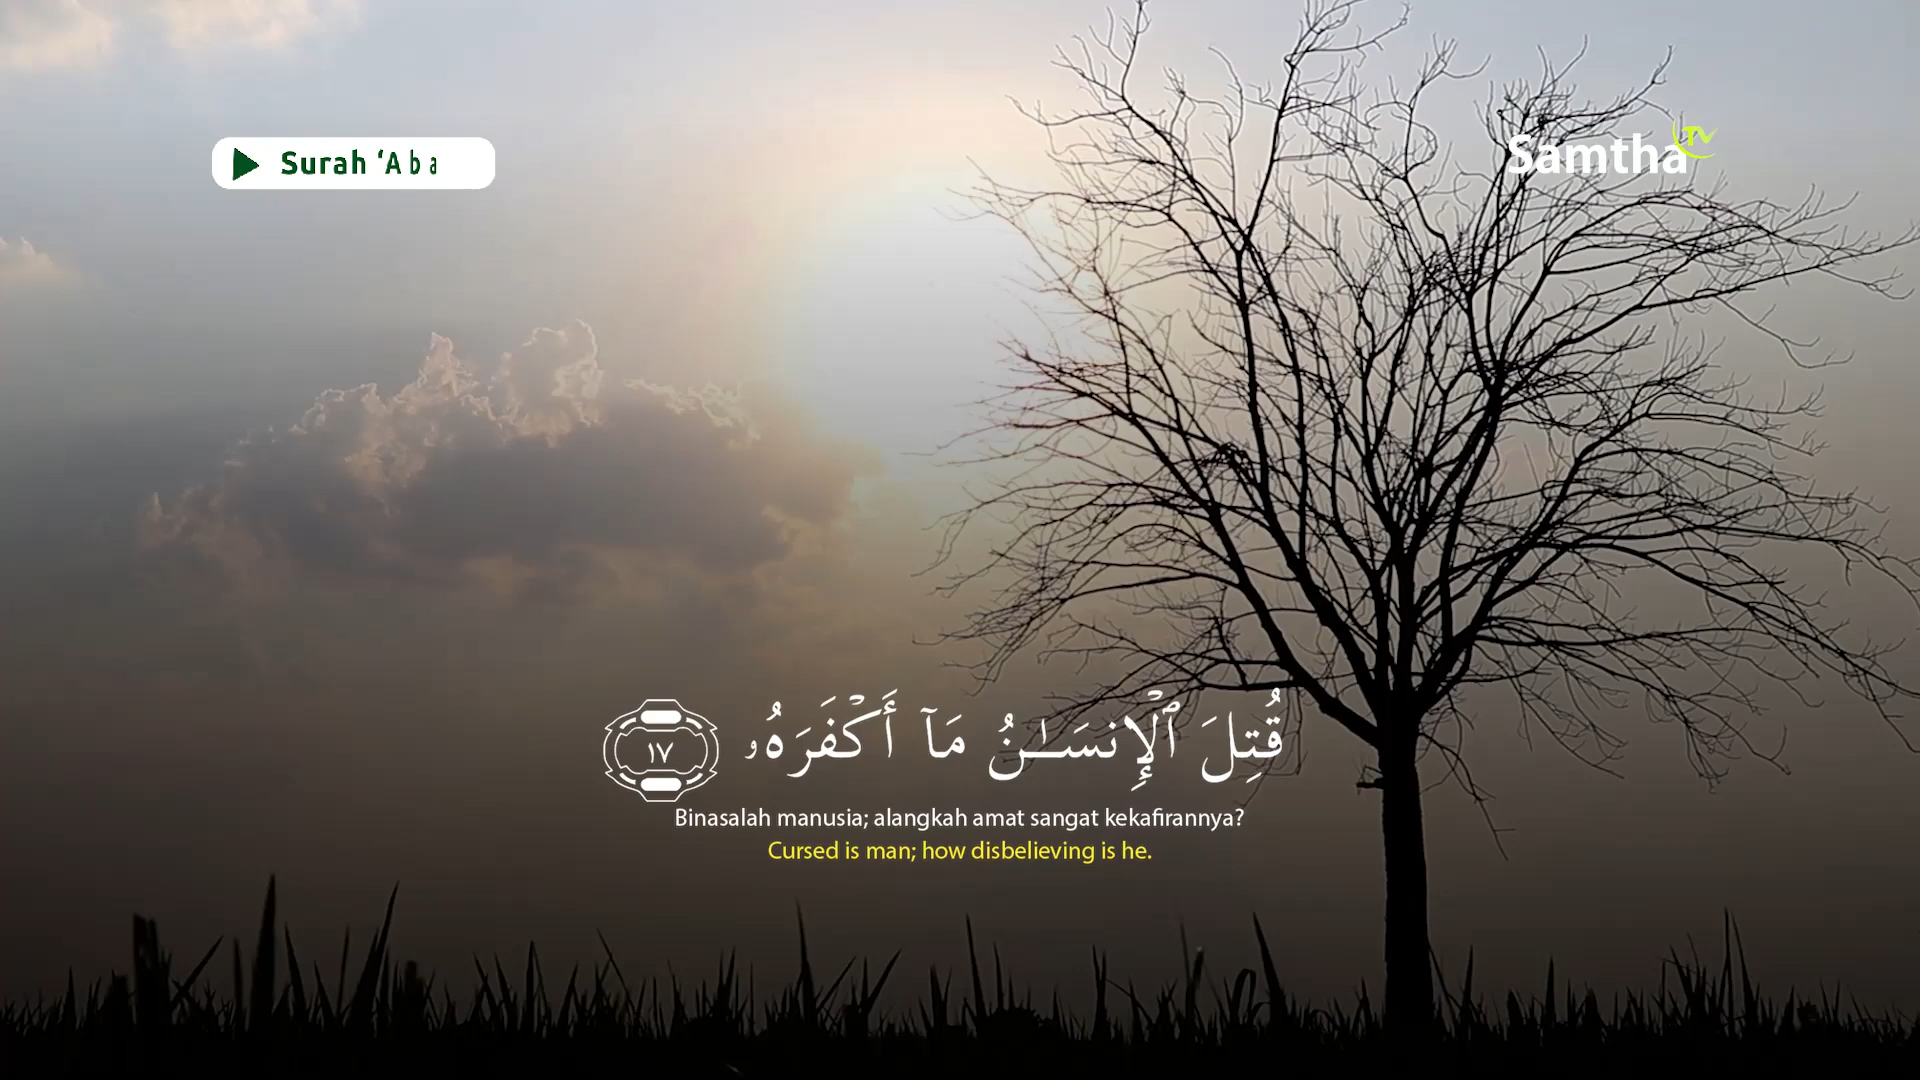 Surah ‘Aba
Samtha TV
قُتِلَ ٱلْإِنسَـٰنُ مَآ أَكْفَرَهُۥ ١٧
Binasalah manusia; alangkah amat sangat kekafirannya?
Cursed is man; how disbelieving is he.